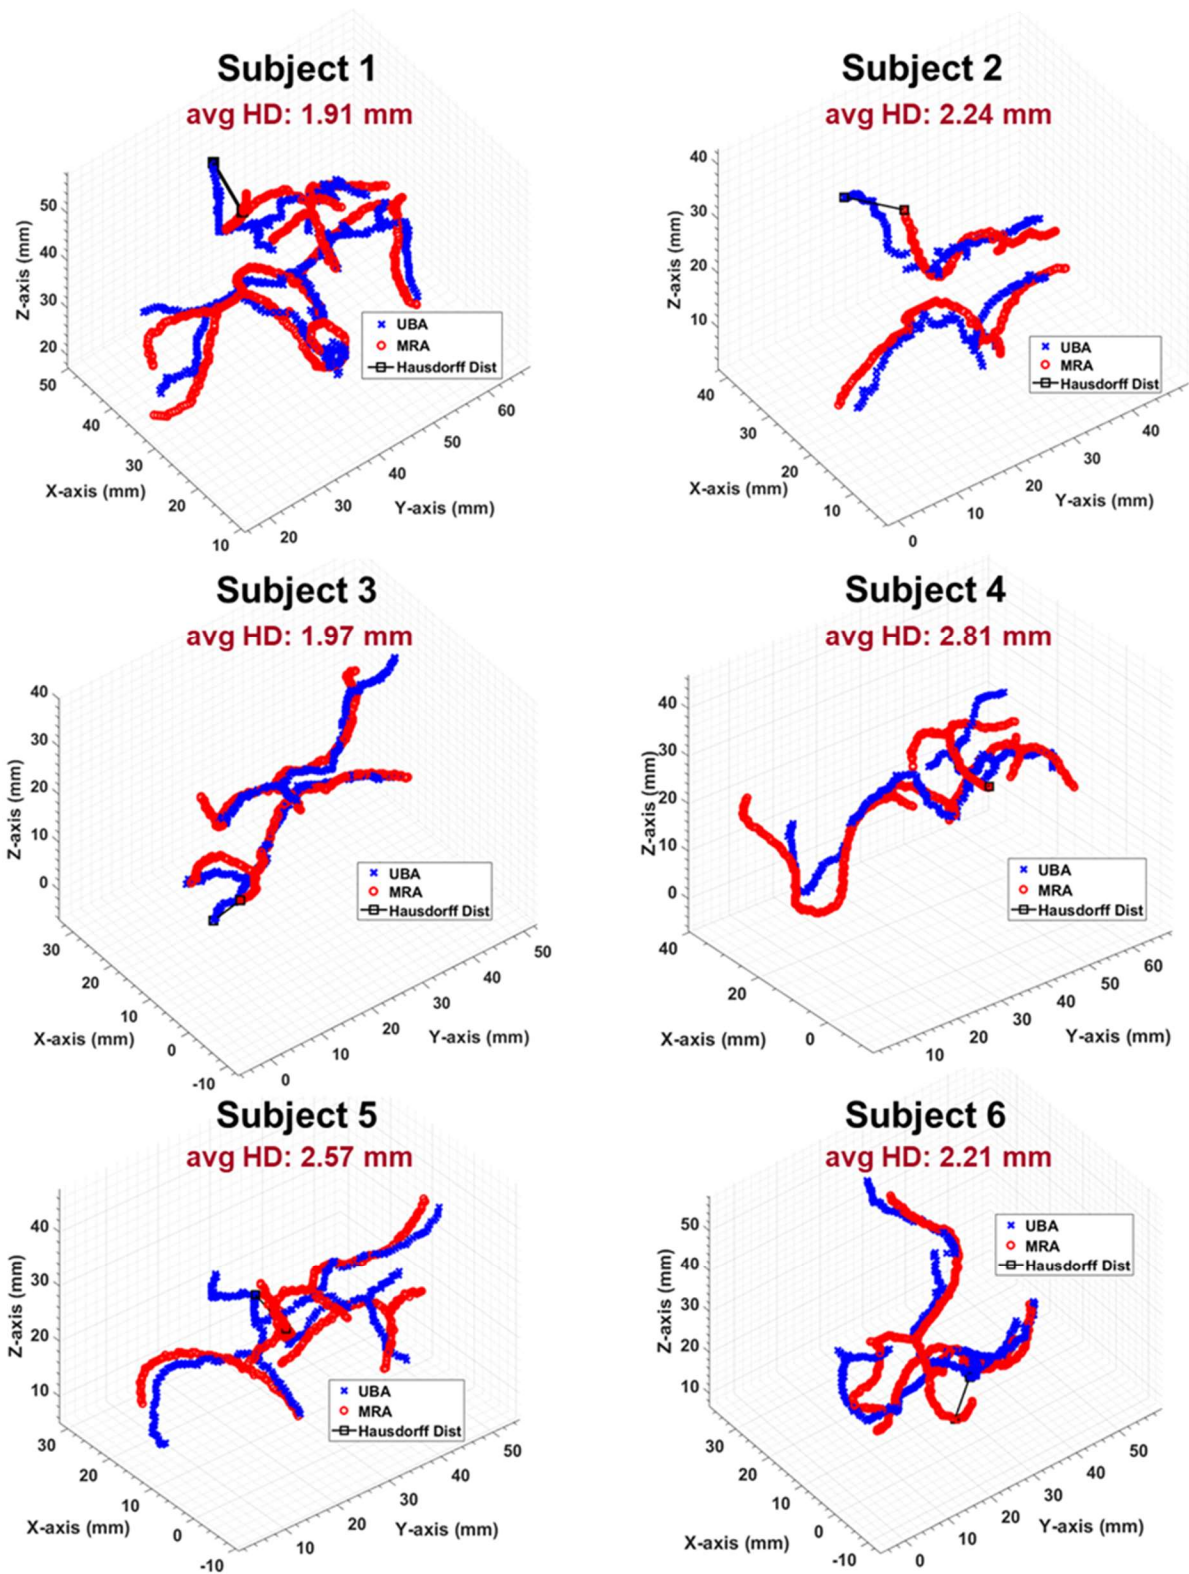 Subject 1
avg HD: 1.91 mm
50
40
30
20
Z-axis (mm)
50
40
30
20
10
X-axis (mm)
20
30
40
50
60
Y-axis (mm)
UBA
MRA
Hausdorff Dist
Subject 2
avg HD: 2.24 mm
40
30
20
10
Z-axis (mm)
40
30
20
10
X-axis (mm)
0
10
20
30
40
Y-axis (mm)
UBA
MRA
Hausdorff Dist
Subject 3
avg HD: 1.97 mm
40
30
20
10
0
Z-axis (mm)
30
20
10
0
-10
X-axis (mm)
0
10
20
30
40
50
Y-axis (mm)
UBA
MRA
Hausdorff Dist
Subject 4
avg HD: 2.81 mm
40
30
20
10
0
Z-axis (mm)
40
20
0
X-axis (mm)
10
20
30
40
50
60
Y-axis (mm)
UBA
MRA
Hausdorff Dist
Subject 5
avg HD: 2.57 mm
40
30
20
10
Z-axis (mm)
30
20
10
0
-10
X-axis (mm)
10
20
30
40
50
Y-axis (mm)
UBA
MRA
Hausdorff Dist
Subject 6
avg HD: 2.21 mm
50
40
30
20
10
Z-axis (mm)
30
20
10
0
-10
X-axis (mm)
0
10
20
30
40
50
Y-axis (mm)
UBA
MRA
Hausdorff Dist